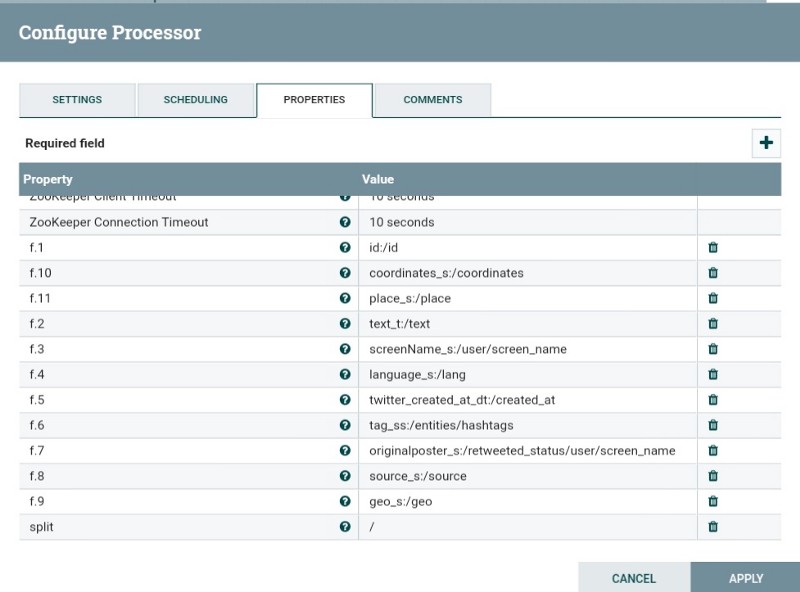 Configure Processor
SETTINGS SCHEDULING PROPERTIES COMMENTS
Required field
Property Value
ZooKeeper Client Timeout 10 seconds
ZooKeeper Connection Timeout 10 seconds
f.1 id:/id
f.10 coordinates_s:/coordinates
f.11 place_s:/place
f.2 text_t:/text
f.3 screenName_s:/user/screen_name
f.4 language_s:/lang
f.5 twitter_created_at_dt:/created_at
f.6 tag_ss:/entities/hashtags
f.7 originalposter_s:/retweeted_status/user/screen_name
f.8 source_s:/source
f.9 geo_s:/geo
split /
CANCEL APPLY